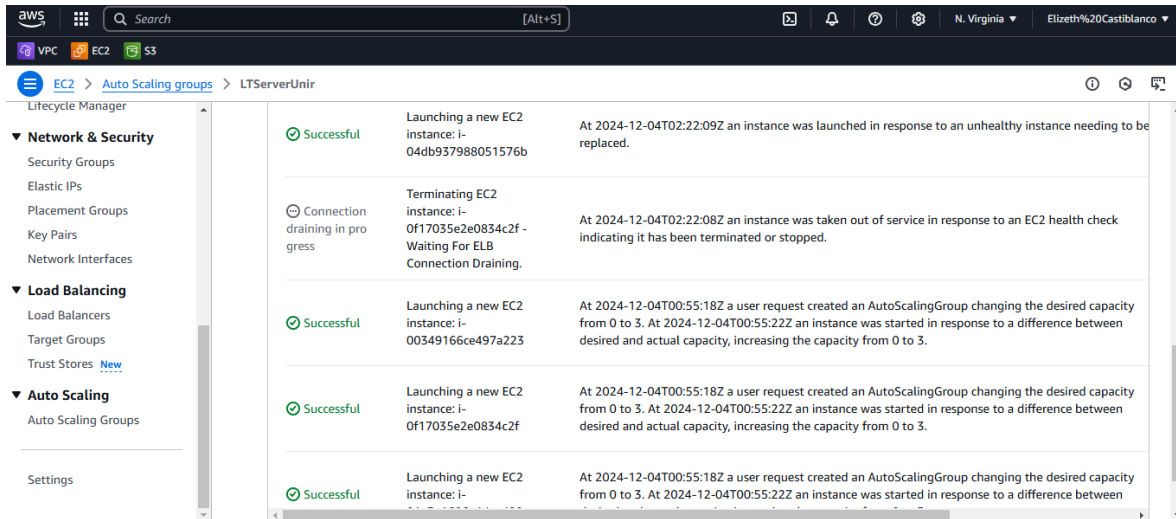 aws
Search [Alt+S]
N. Virginia ▼
Elizeth%20Castiblanco ▼
VPC EC2 S3
EC2 > Auto Scaling groups > LTServerUnir
Lifecycle Manager
▼ Network & Security
Security Groups
Elastic IPs
Placement Groups
Key Pairs
Network Interfaces
▼ Load Balancing
Load Balancers
Target Groups
Trust Stores New
▼ Auto Scaling
Auto Scaling Groups
Settings
Successful
Launching a new EC2
instance: i-
04db937988051576b
At 2024-12-04T02:22:09Z an instance was launched in response to an unhealthy instance needing to be
replaced.
Connection
draining in pro
gress
Terminating EC2
instance: i-
0f17035e2e0834c2f -
Waiting For ELB
Connection Draining.
At 2024-12-04T02:22:08Z an instance was taken out of service in response to an EC2 health check
indicating it has been terminated or stopped.
Successful
Launching a new EC2
instance: i-
00349166ce497a223
At 2024-12-04T00:55:18Z a user request created an AutoScalingGroup changing the desired capacity
from 0 to 3. At 2024-12-04T00:55:22Z an instance was started in response to a difference between
desired and actual capacity, increasing the capacity from 0 to 3.
Successful
Launching a new EC2
instance: i-
0f17035e2e0834c2f
At 2024-12-04T00:55:18Z a user request created an AutoScalingGroup changing the desired capacity
from 0 to 3. At 2024-12-04T00:55:22Z an instance was started in response to a difference between
desired and actual capacity, increasing the capacity from 0 to 3.
Successful
Launching a new EC2
instance: i-
At 2024-12-04T00:55:18Z a user request created an AutoScalingGroup changing the desired capacity
from 0 to 3. At 2024-12-04T00:55:22Z an instance was started in response to a difference between